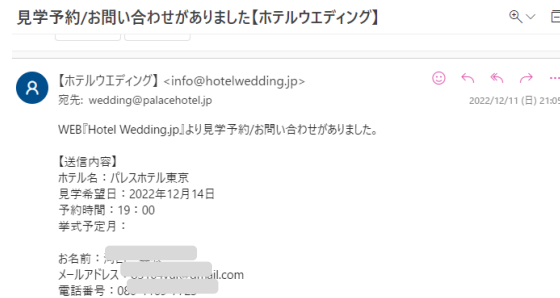 見学予約/お問い合わせがありました【ホテルウエディング】
【ホテルウエディング】 <info@hotelwedding.jp>
宛先: wedding@palacehotel.jp
2022/12/11 (日) 21:05
WEB『Hotel Wedding.jp』より見学予約/お問い合わせがありました。
【送信内容】
ホテル名：パレスホテル東京
見学希望日：2022年12月14日
予約時間：19：00
挙式予定月：
お名前：
メールアドレス：
電話番号：